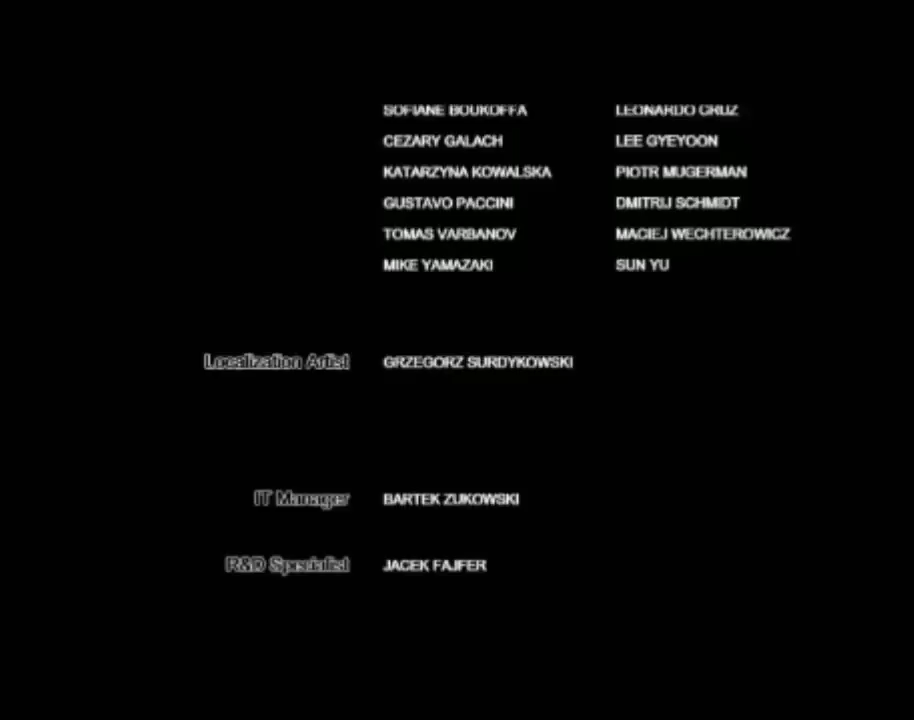 SOFIANE BOUKOFFA LEONARDO CRUZ
CEZARY GALACH LEE GYEYOON
KATARZYNA KOWALSKA PIOTR MUGERMAN
GUSTAVO PACCINI DMITRIJ SCHMIDT
TOMAS VARBANOV MACIEJ WECHTEROWICZ
MIKE YAMAZAKI SUN YU
Localization Artist GRZEGORZ SURDYKOWSKI
IT Manager BARTEK ZUKOWSKI
R&D Specialist JACEK FAJFER